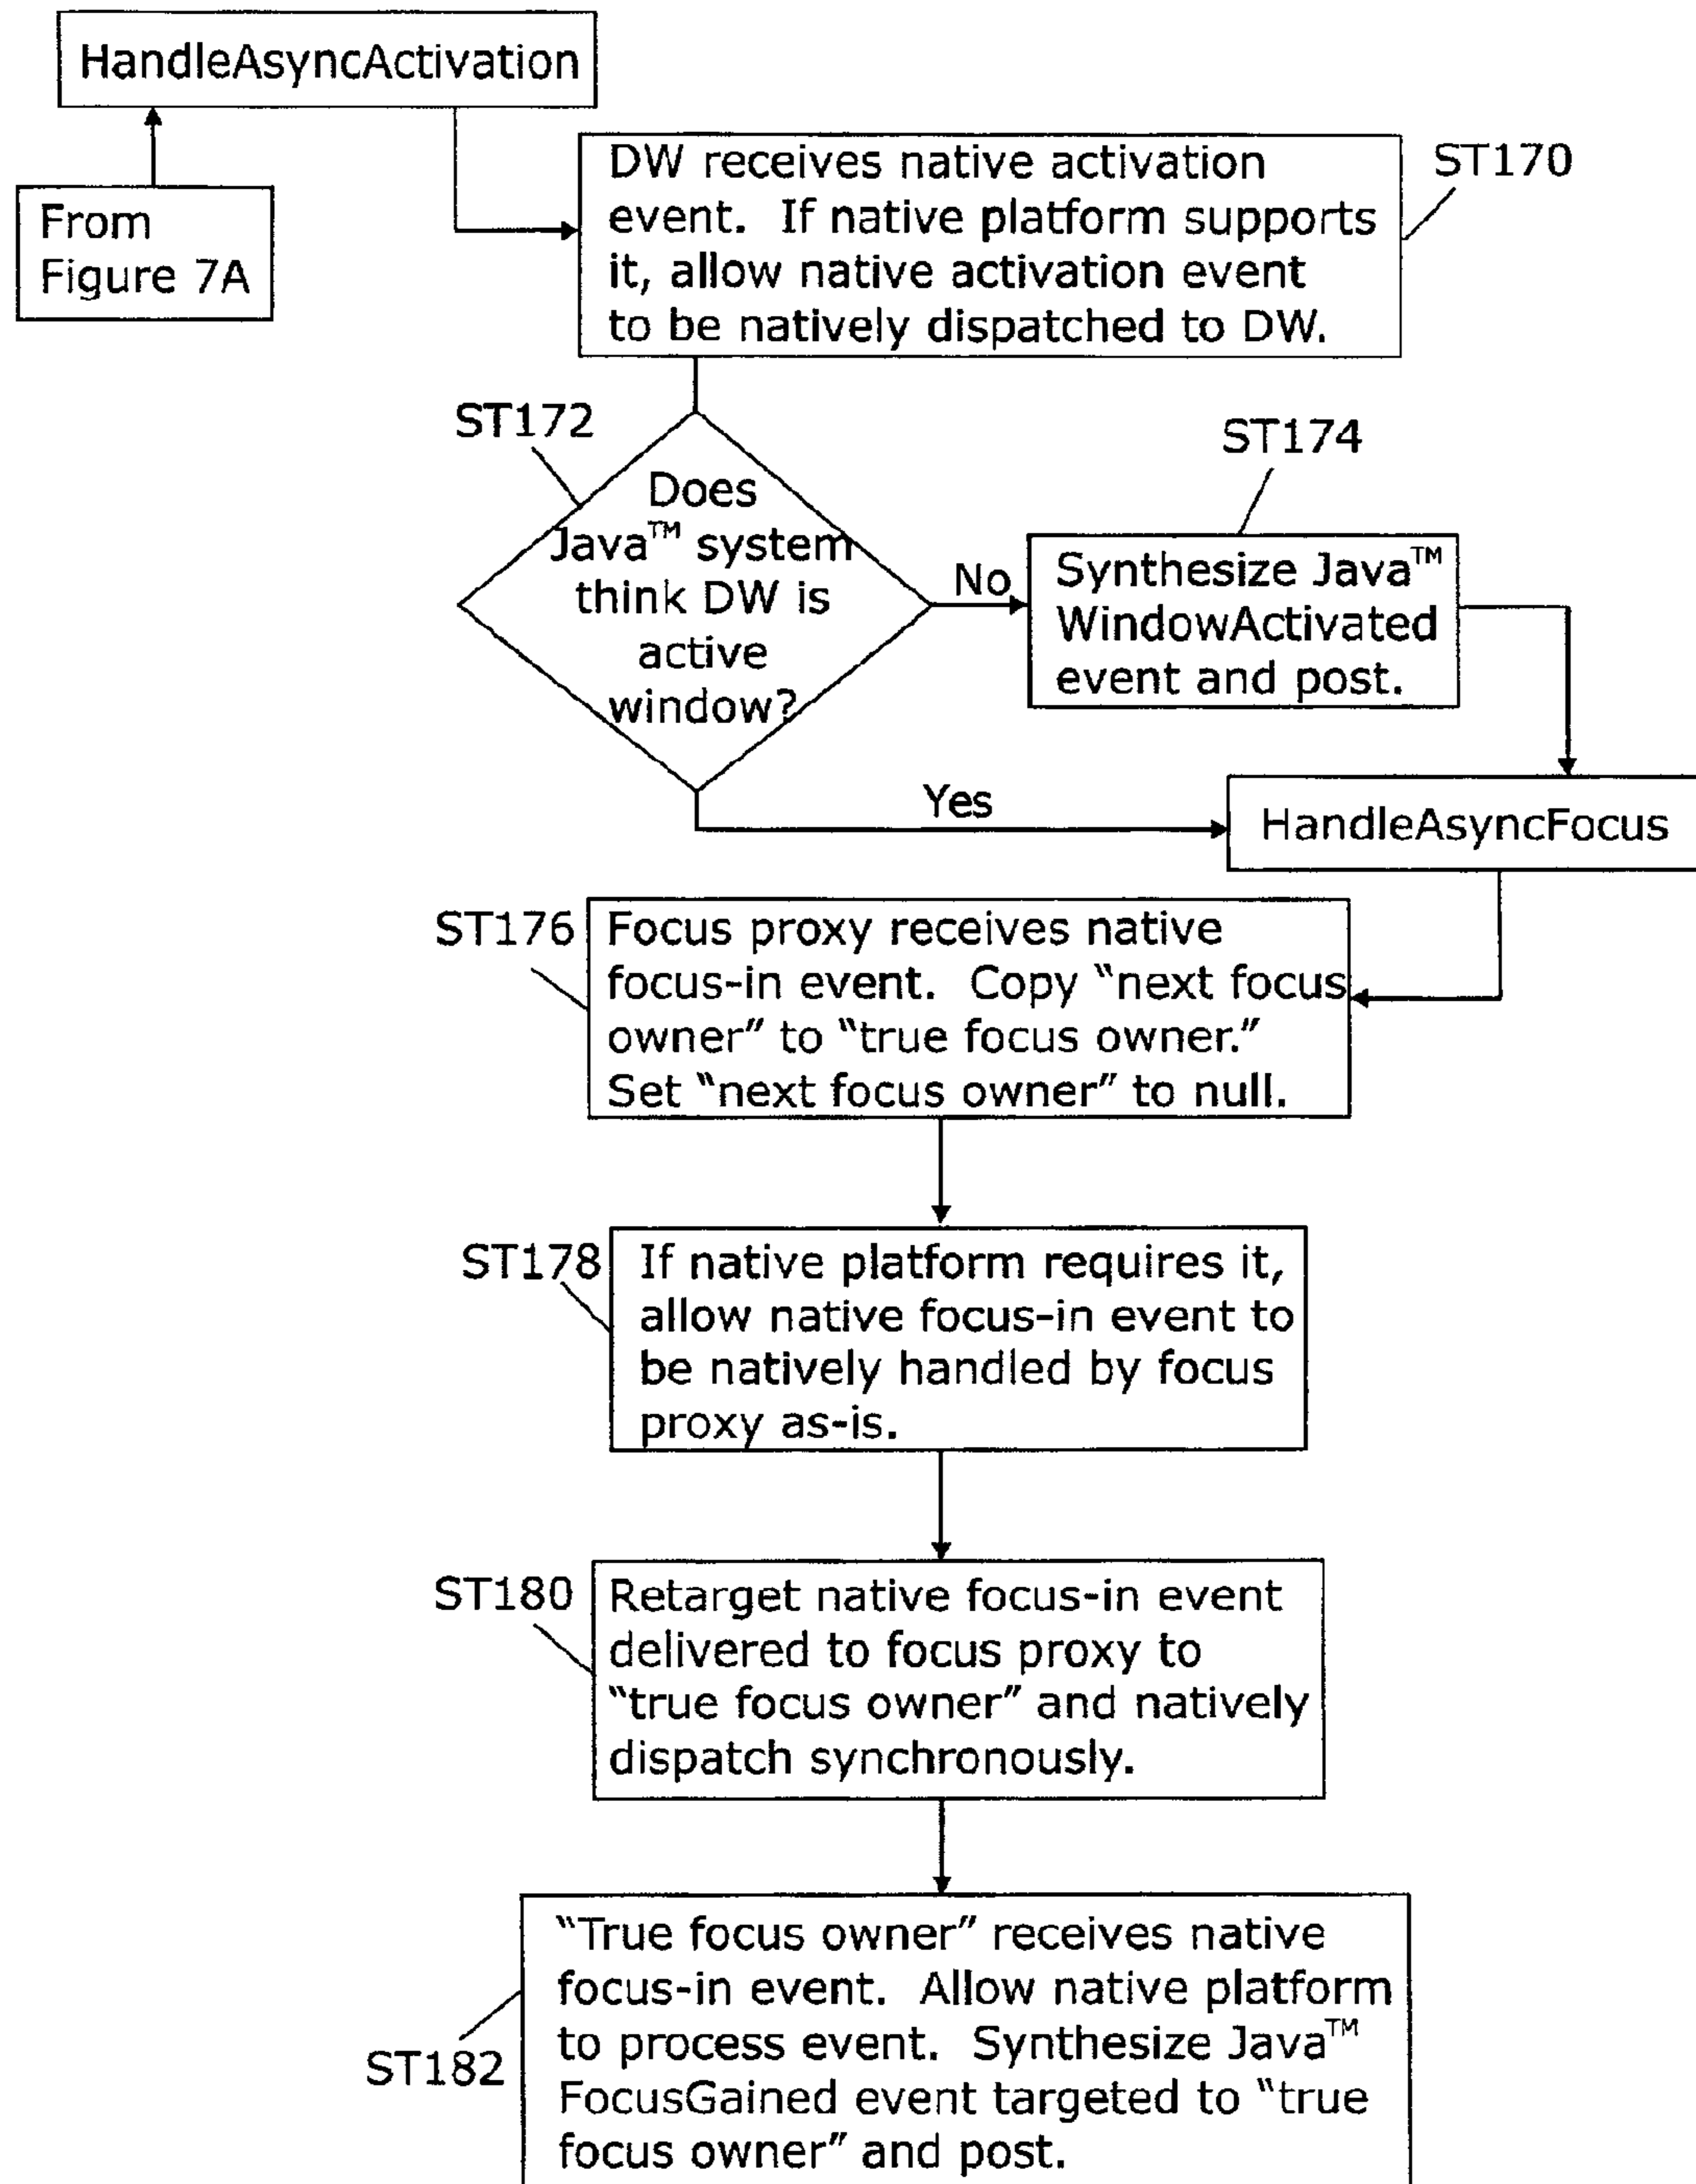 HandleAsyncActivation
From
Figure 7A
DW receives native activation
event. If native platform supports
it, allow native activation event
to be natively dispatched to DW.
ST170
ST172
Does
Java™ system
think DW is
active
window?
No
ST174
Synthesize Java™
WindowActivated
event and post.
Yes
HandleAsyncFocus
ST176
Focus proxy receives native
focus-in event. Copy “next focus
owner” to “true focus owner.”
Set “next focus owner” to null.
ST178
If native platform requires it,
allow native focus-in event to
be natively handled by focus
proxy as-is.
ST180
Retarget native focus-in event
delivered to focus proxy to
“true focus owner” and natively
dispatch synchronously.
ST182
“True focus owner” receives native
focus-in event. Allow native platform
to process event. Synthesize Java™
FocusGained event targeted to “true
focus owner” and post.